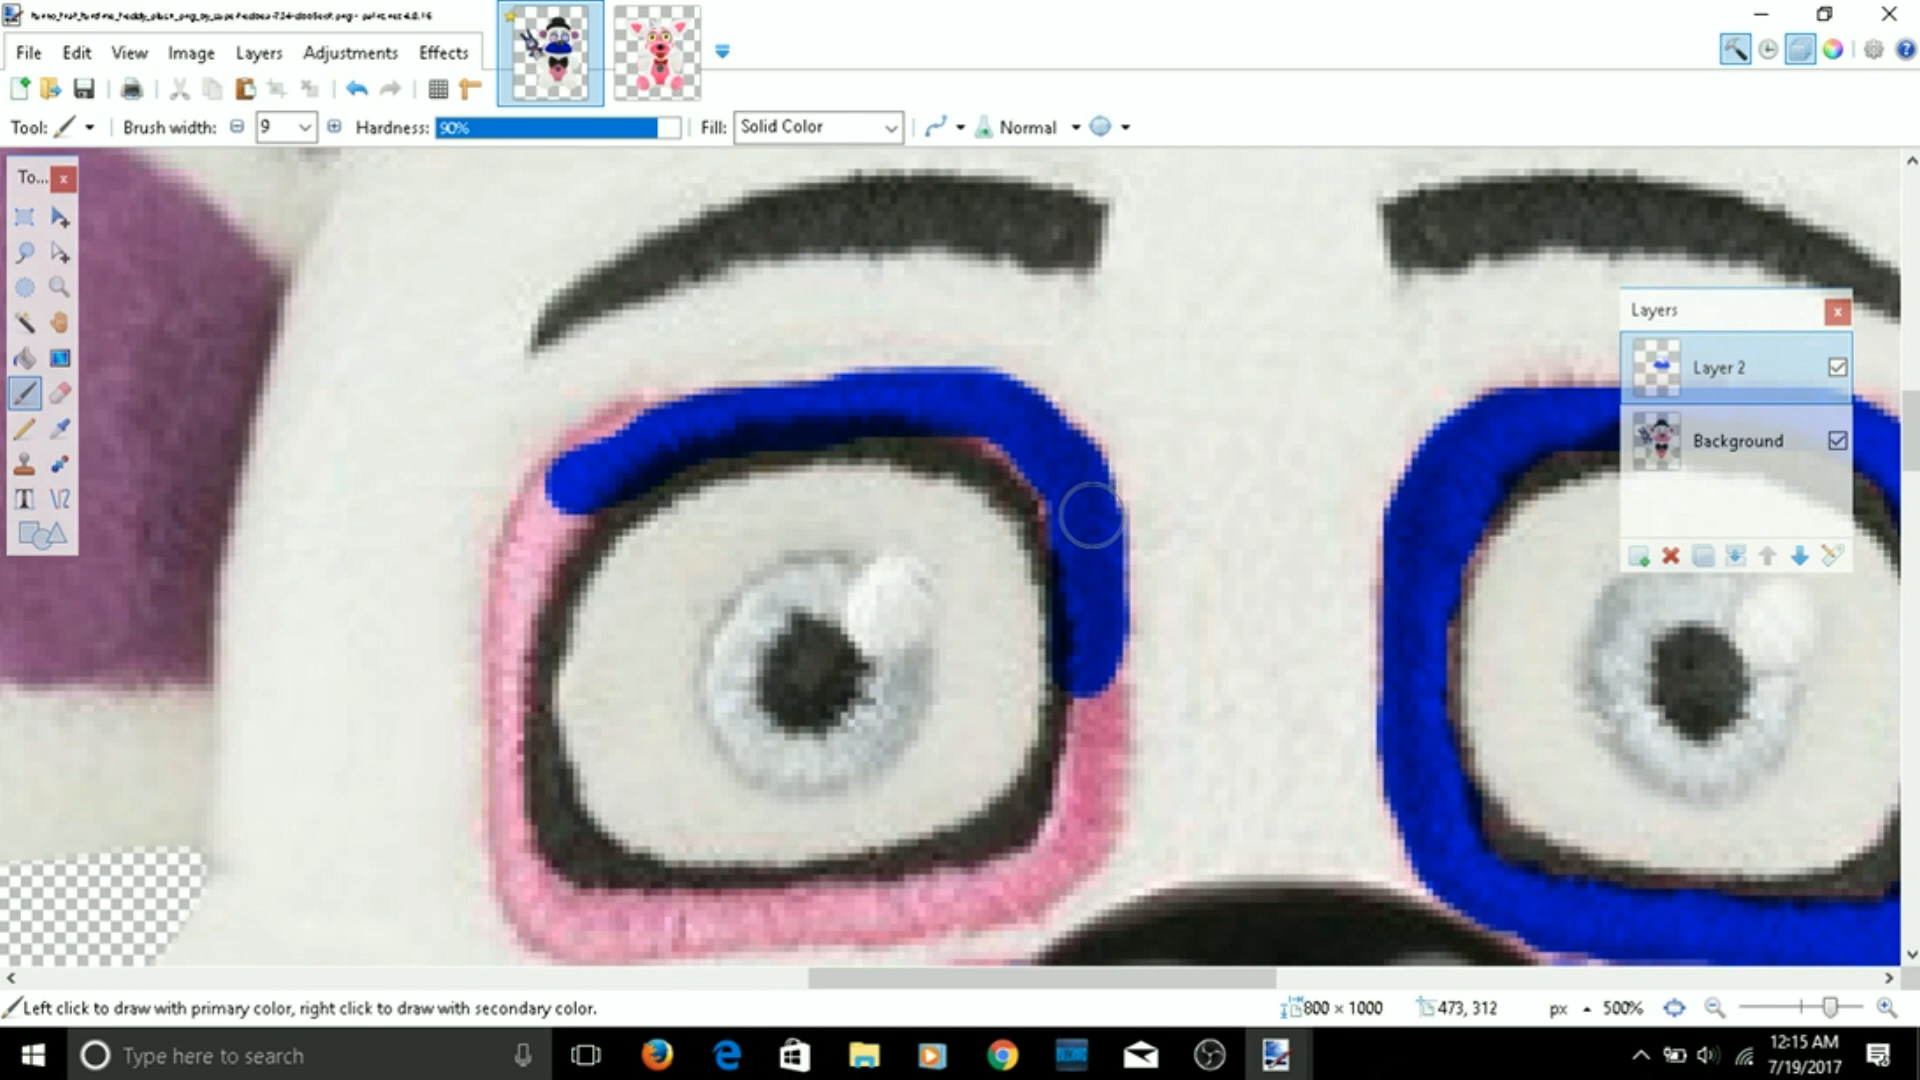 File Edit View Image Layers Adjustments Effects
Tool: Brush width: 9 Hardness: 90% Fill: Solid Color Normal
To...
Layers
Layer 2
Background
Left click to draw with primary color, right click to draw with secondary color.
800 × 1000 473, 312 px 500%
Type here to search
12:15 AM
7/19/2017